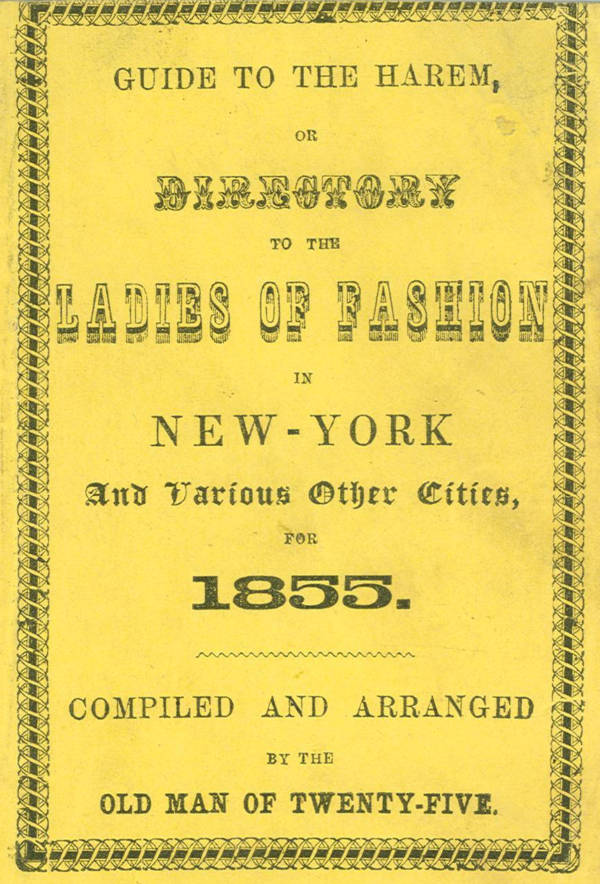 GUIDE TO THE HAREM,
OR
DIRECTORY
TO THE
LADIES OF FASHION
IN
NEW-YORK
And Various Other Cities,
FOR
1855.
COMPILED AND ARRANGED
BY THE
OLD MAN OF TWENTY-FIVE.